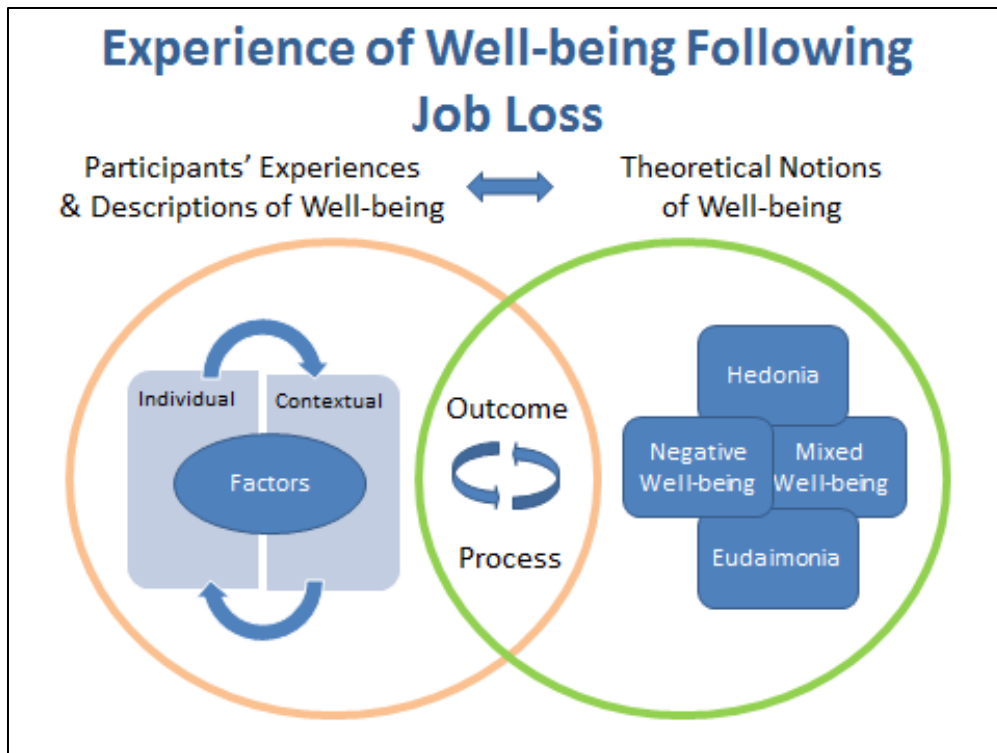 Experience of Well-being Following
Job Loss
Participants’ Experiences
& Descriptions of Well-being
Theoretical Notions
of Well-being
Individual
Contextual
Factors
Outcome
Process
Hedonia
Negative
Well-being
Mixed
Well-being
Eudaimonia